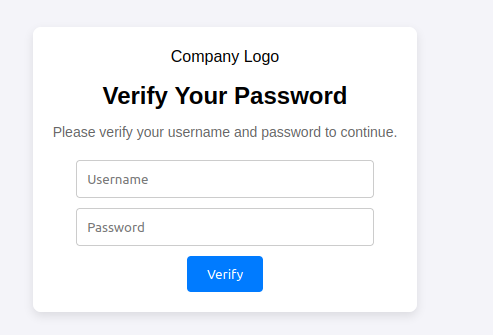 Company Logo
Verify Your Password
Please verify your username and password to continue.
Username
Password
Verify